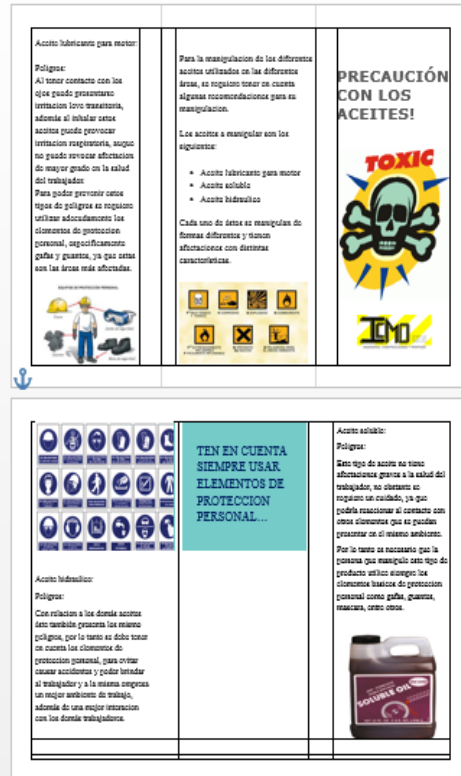 Aceite lubricante para motor:
Peligros:
Al tener contacto con los
ojos puede presentarse
irritacion leve transitoria,
además al inhalar estos
aceites puede provocar
irritacion respiratoria,
no puede provocar afectacion
de mayor grado en la salud
del trabajador.
Para poder prevenir estos
tipos de peligros se requiere
utilizar adecuadamente los
elementos de proteccion
personal, especificamente
gafas y guantes, ya que estas
son las áreas más afectadas.
Para la manipulacion de los diferentes
aceites utilizados en las diferentes
áreas, se requiere tener en cuenta
algunas recomendaciones para su
manipulacion.
Los aceites a manipular son los
siguientes:
• Aceite lubricante para motor
• Aceite soluble
• Aceite hidraulico
Cada uno de éstos se manipulan de
formas diferentes y tienen
afectaciones con distintas
características.
PRECAUCIÓN
CON LOS
ACEITES!
TOXIC
ICMO
TEN EN CUENTA
SIEMPRE USAR
ELEMENTOS DE
PROTECCION
PERSONAL...
Aceite hidraulico:
Peligros:
Con relacion a los demás aceites
éste también presenta los mismo
peligros, por lo tanto se debe tener
en cuenta los elementos de
proteccion personal, para evitar
causar accidentes y poder brindar
al trabajador y a la misma empresa
un mejor ambiente de trabajo,
además de una mejor interacion
con los demás trabajadores.
Aceite soluble:
Peligros:
Este tipo de aceite no tiene
afectaciones graves a la salud del
trabajador, no obstante se
requiere un cuidado, ya que
podría reaccionar al contacto con
otros elementos que se puedan
presentar en el mismo ambiente.
Por lo tanto es necesario que la
persona que manipule este tipo de
producto utilice siempre los
elementos basicos de proteccion
personal como gafas, guantes,
mascara, entre otros.
SOLUBLE OIL